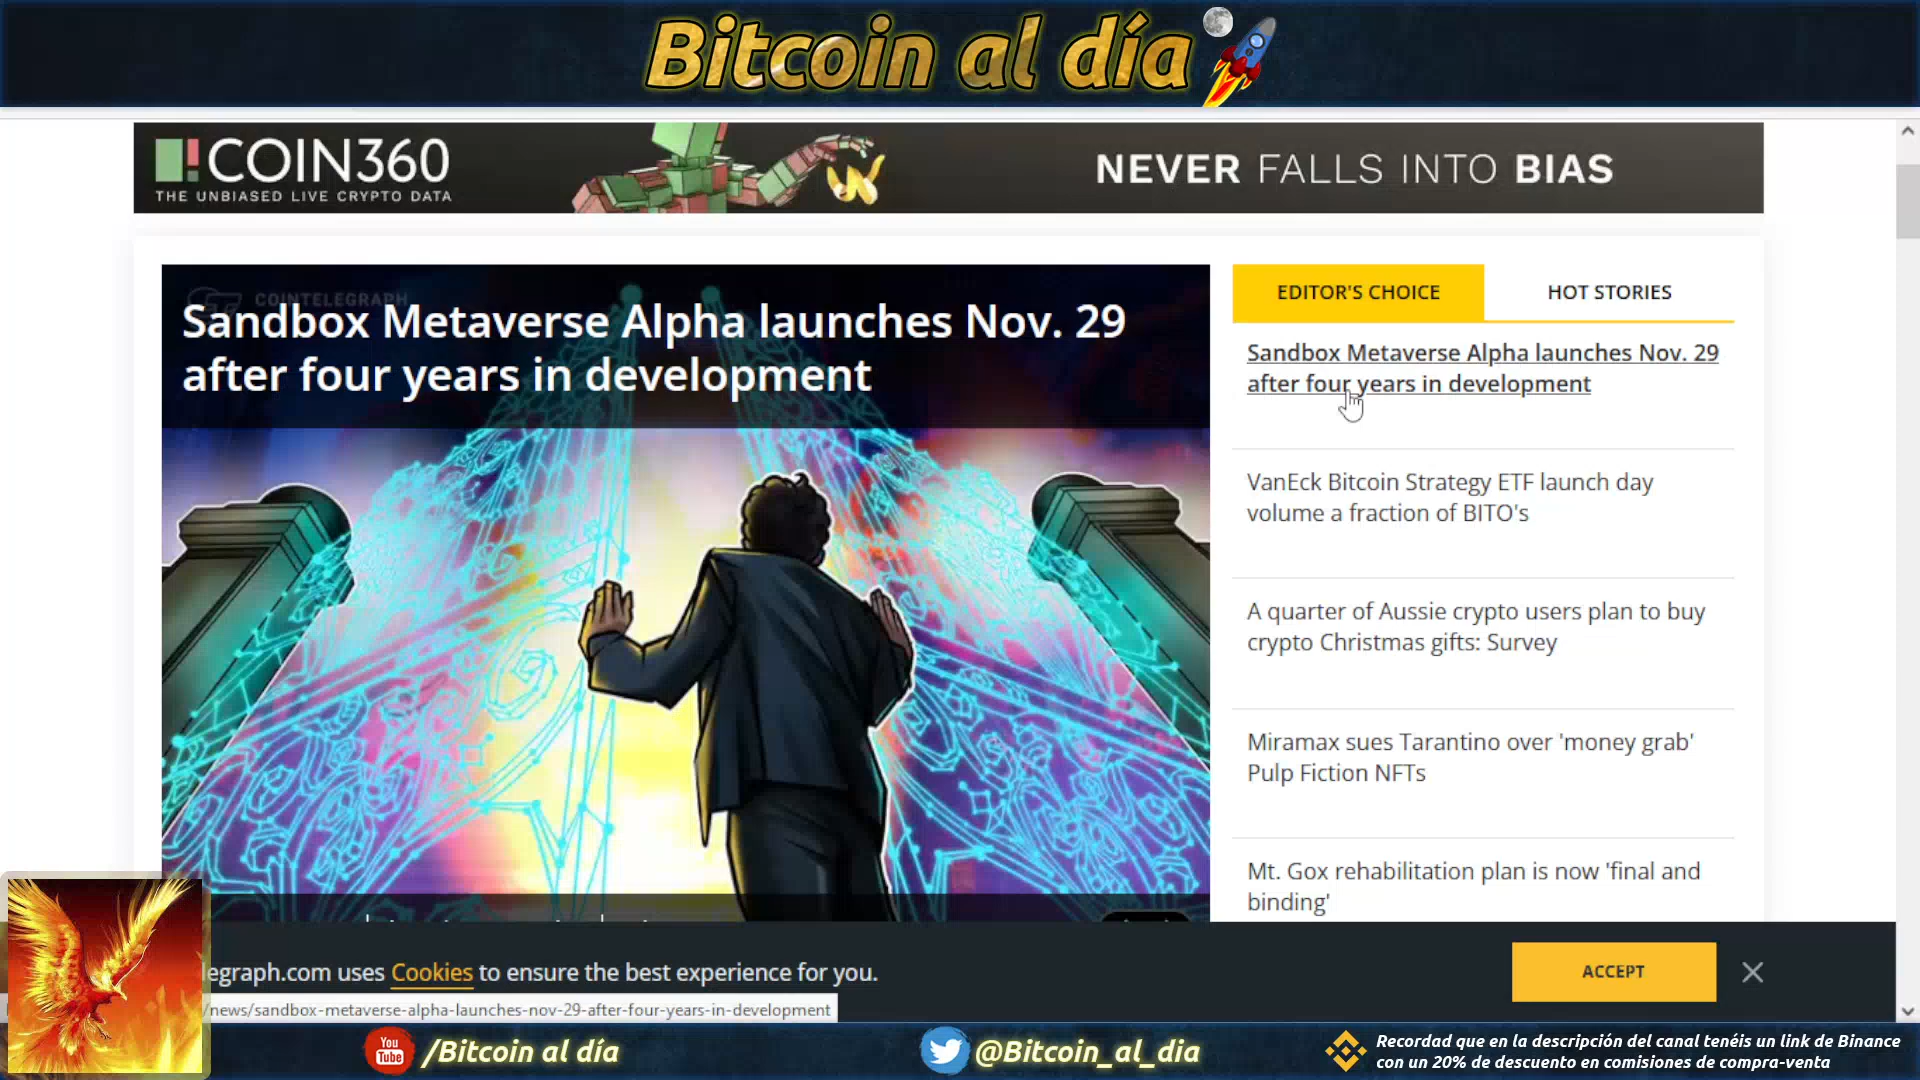 Bitcoin al día
COIN360
THE UNBIASED LIVE CRYPTO DATA
NEVER FALLS INTO BIAS
COINTELEGRAPH
Sandbox Metaverse Alpha launches Nov. 29
after four years in development
EDITOR'S CHOICE
HOT STORIES
Sandbox Metaverse Alpha launches Nov. 29
after four years in development
VanEck Bitcoin Strategy ETF launch day
volume a fraction of BITO's
A quarter of Aussie crypto users plan to buy
crypto Christmas gifts: Survey
Miramax sues Tarantino over 'money grab'
Pulp Fiction NFTs
Mt. Gox rehabilitation plan is now 'final and
binding'
legraph.com uses Cookies to ensure the best experience for you.
ACCEPT
/news/sandbox-metaverse-alpha-launches-nov-29-after-four-years-in-development
You
Tube
/Bitcoin al día
@Bitcoin_al_dia
Recordad que en la descripción del canal tenéis un link de Binance
con un 20% de descuento en comisiones de compra-venta